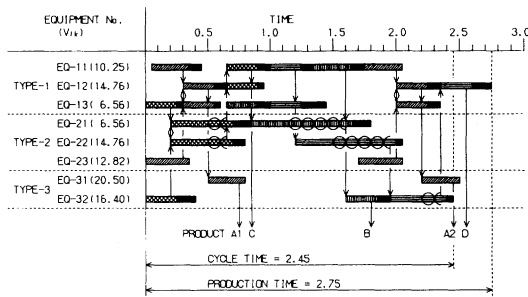 EQUIPMENT No. TIME
(Vik) 0.5 1.0 1.5 2.0 2.5 3.0
EQ-11(10.25)
TYPE-1 EQ-12(14.76)
EQ-13( 6.56)
EQ-21( 6.56)
TYPE-2 EQ-22(14.76)
EQ-23(12.82)
EQ-31(20.50)
TYPE-3
EQ-32(16.40)
PRODUCT A1 C B A2 D
CYCLE TIME = 2.45
PRODUCTION TIME = 2.75